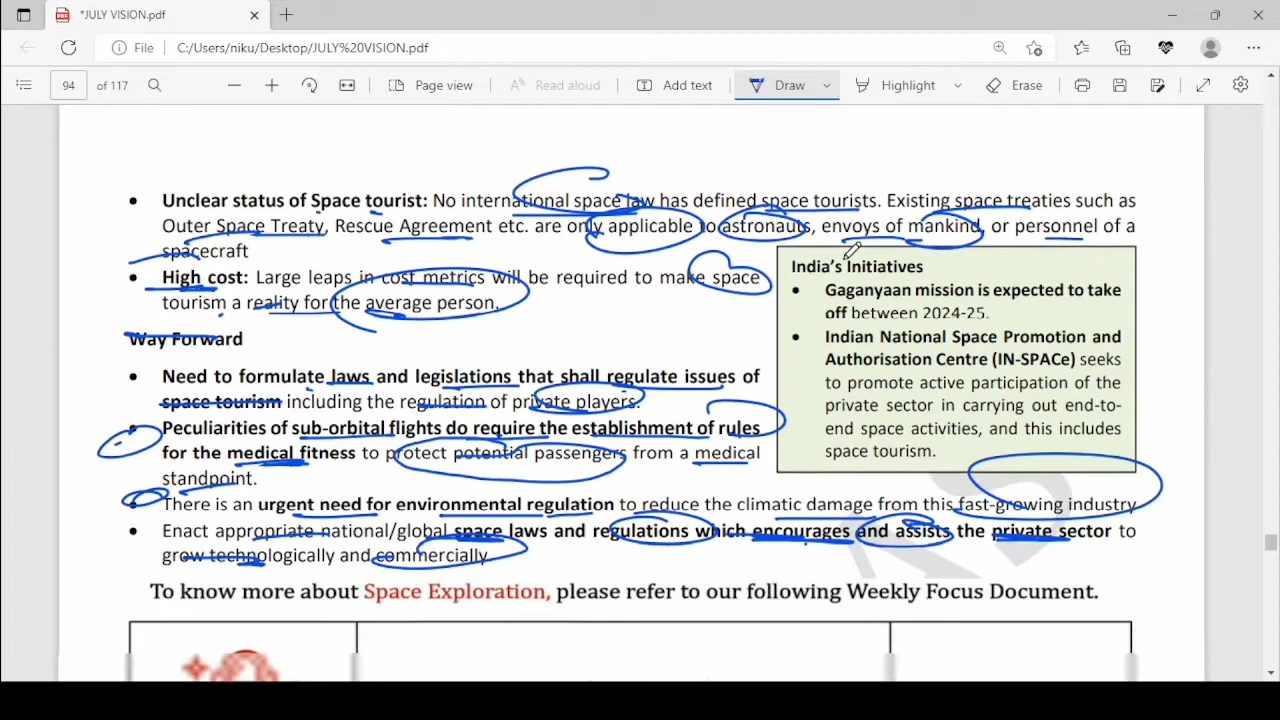 *JULY VISION.pdf
File
C:/Users/niku/Desktop/JULY%20VISION.pdf
94 of 117
Page view
Read aloud
Add text
Draw
Highlight
Erase
• Unclear status of Space tourist: No international space law has defined space tourists. Existing space treaties such as
Outer Space Treaty, Rescue Agreement etc. are only applicable to astronauts, envoys of mankind, or personnel of a
spacecraft
• High cost: Large leaps in cost metrics will be required to make space
tourism a reality for the average person.
Way Forward
• Need to formulate laws and legislations that shall regulate issues of
space tourism including the regulation of private players.
• Peculiarities of sub-orbital flights do require the establishment of rules
for the medical fitness to protect potential passengers from a medical
standpoint.
India's Initiatives
• Gaganyaan mission is expected to take
off between 2024-25.
• Indian National Space Promotion and
Authorisation Centre (IN-SPACe) seeks
to promote active participation of the
private sector in carrying out end-to-
end space activities, and this includes
space tourism.
• There is an urgent need for environmental regulation to reduce the climatic damage from this fast-growing industry
• Enact appropriate national/global space laws and regulations which encourages and assists the private sector to
grow technologically and commercially
To know more about Space Exploration, please refer to our following Weekly Focus Document.